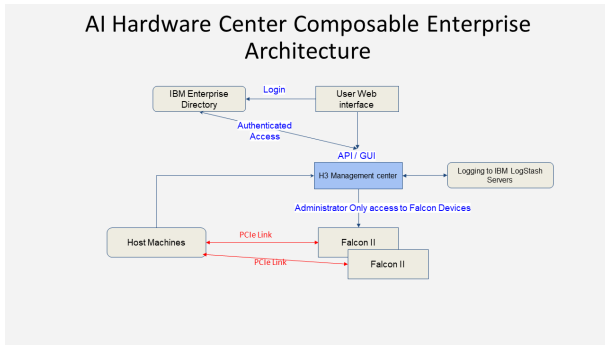 AI Hardware Center Composable Enterprise
Architecture
IBM Enterprise
Directory
Login
User Web
interface
Authenticated
Access
API / GUI
H3 Management center
Logging to IBM LogStash
Servers
Administrator Only access to Falcon Devices
Host Machines
PCIe Link
Falcon II
PCIe Link
Falcon II